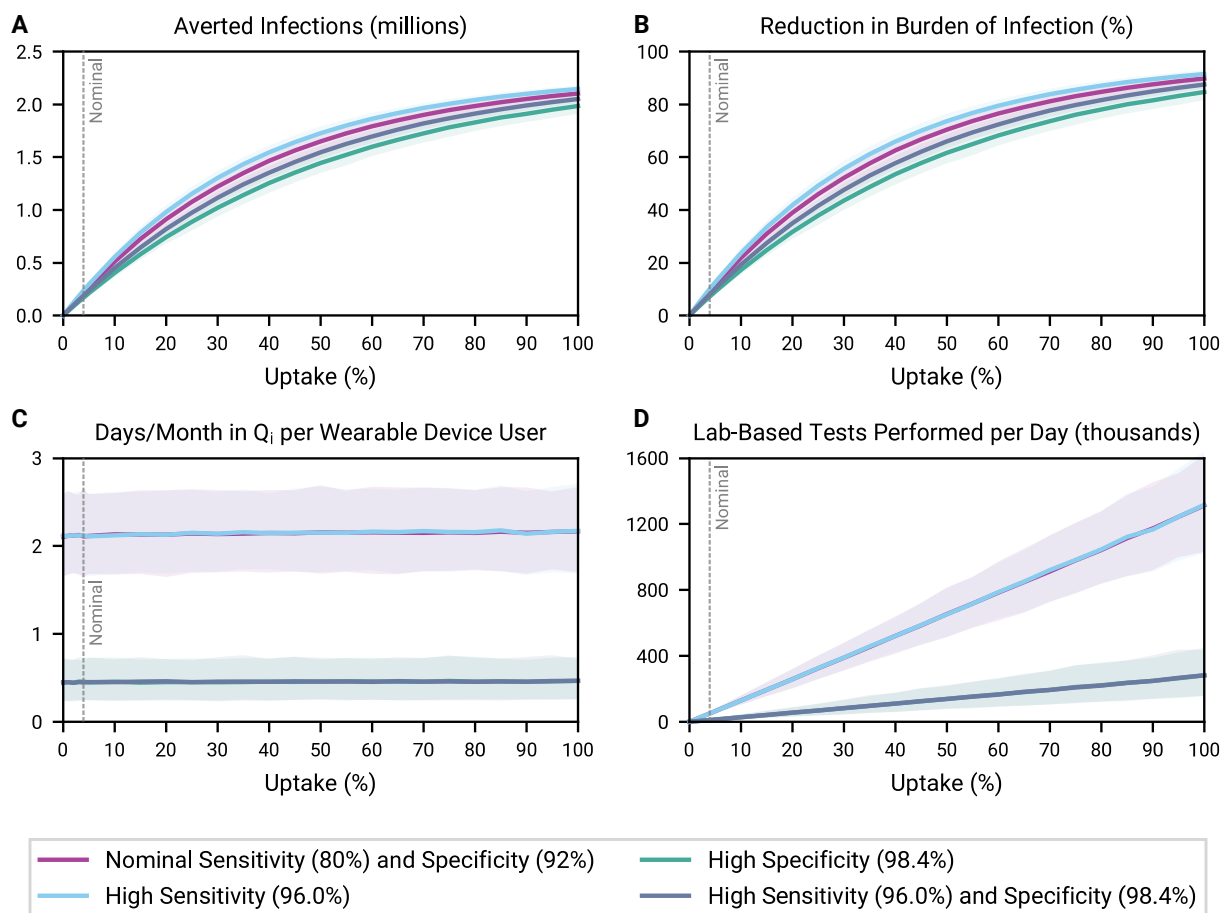 A
Averted Infections (millions)
2.5
2.0
1.5
1.0
0.5
0.0
Nominal
0 10 20 30 40 50 60 70 80 90 100
Uptake (%)
B
Reduction in Burden of Infection (%)
100
80
60
40
20
0
Nominal
0 10 20 30 40 50 60 70 80 90 100
Uptake (%)
C
Days/Month in Qi per Wearable Device User
3
2
1
0
Nominal
0 10 20 30 40 50 60 70 80 90 100
Uptake (%)
D
Lab-Based Tests Performed per Day (thousands)
1600
1200
800
400
0
Nominal
0 10 20 30 40 50 60 70 80 90 100
Uptake (%)
Nominal Sensitivity (80%) and Specificity (92%)
High Sensitivity (96.0%)
High Specificity (98.4%)
High Sensitivity (96.0%) and Specificity (98.4%)